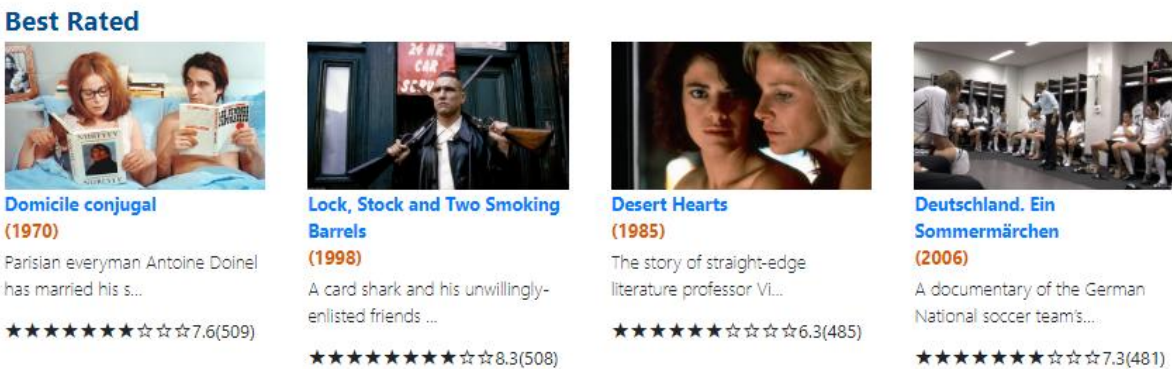 Best Rated
24 HR
CAR
Domicile conjugal
(1970)
Parisian everyman Antoine Doinel
has married his s...
★★★★★★★☆☆☆7.6(509)
Lock, Stock and Two Smoking
Barrels
(1998)
A card shark and his unwillingly-
enlisted friends ...
★★★★★★★★☆☆8.3(508)
Desert Hearts
(1985)
The story of straight-edge
literature professor Vi...
★★★★★★☆☆☆☆6.3(485)
Deutschland. Ein
Sommermärchen
(2006)
A documentary of the German
National soccer team's...
★★★★★★★☆☆☆7.3(481)